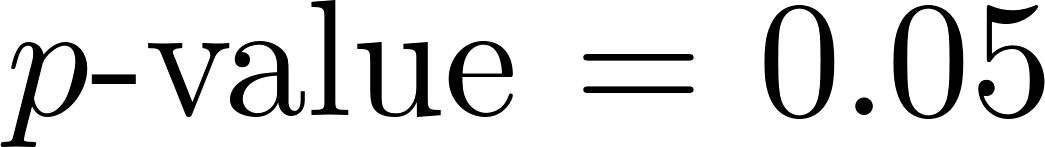 p-value = 0.05